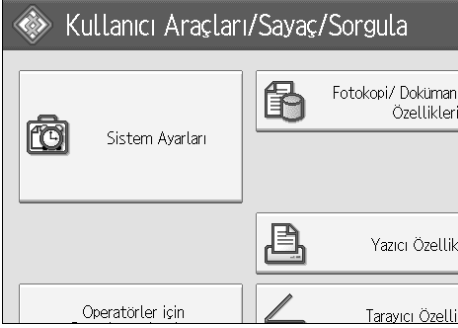 Kullanıcı Araçları/Sayaç/Sorgula
Sistem Ayarları
Fotokopi/ Doküman
Özellikleri
Yazıcı Özellik
Operatörler için
Tarayıcı Özelli